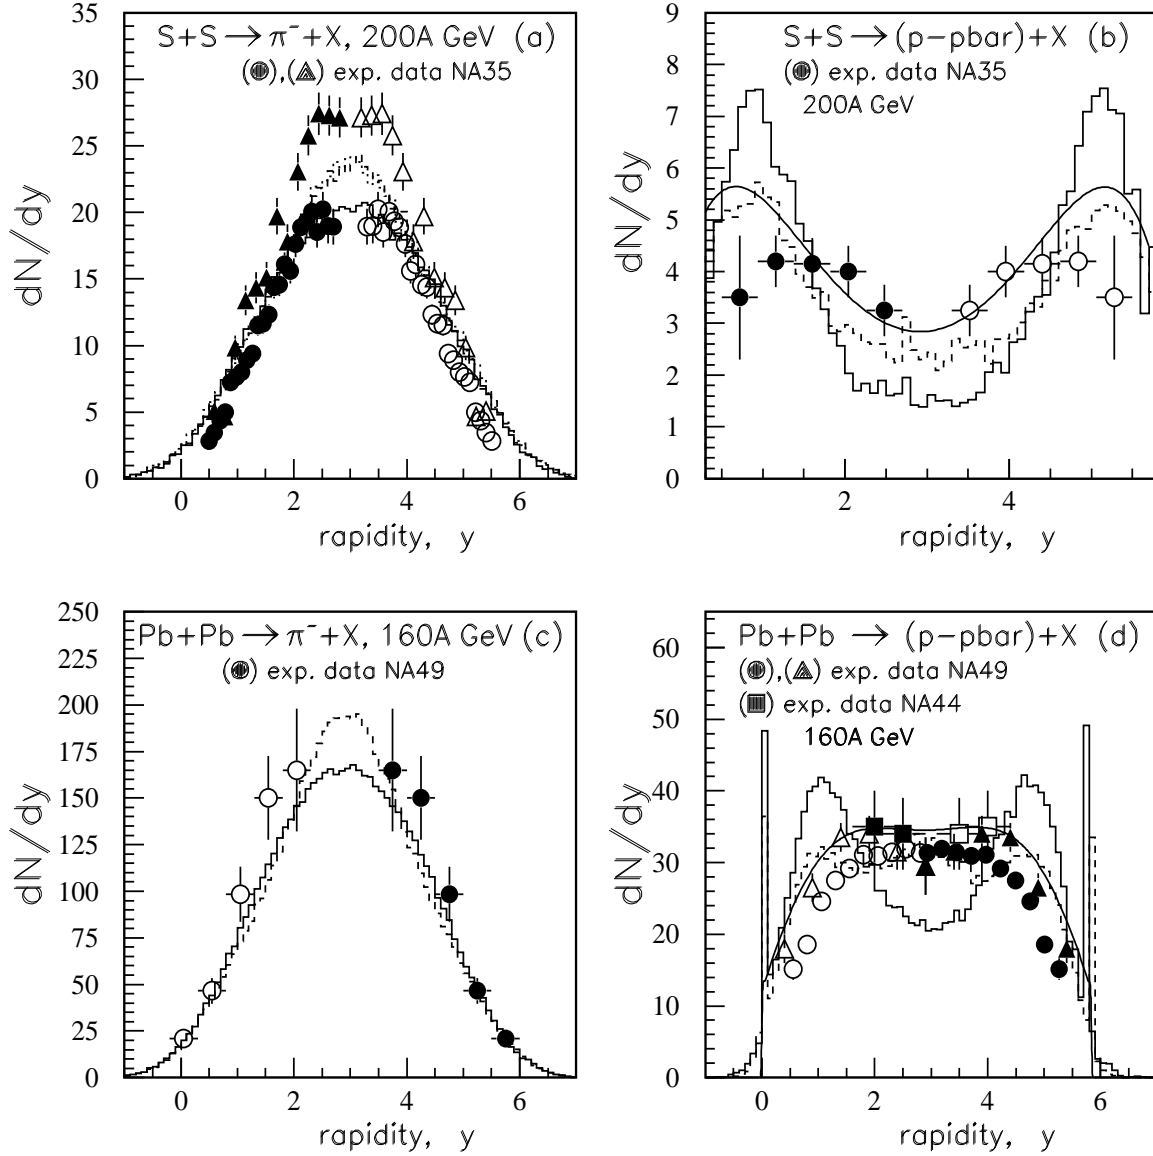 S+S → π⁻+X, 200A GeV (a)
(●),(▲) exp. data NA35
35
30
25
20
15
10
5
0
dN/dy
0 2 4 6
rapidity, y
S+S → (p-pbar)+X (b)
(●) exp. data NA35
200A GeV
9
8
7
6
5
4
3
2
1
0
dN/dy
2 4
rapidity, y
Pb+Pb → π⁻+X, 160A GeV (c)
(●) exp. data NA49
250
225
200
175
150
125
100
75
50
25
0
dN/dy
0 2 4 6
rapidity, y
Pb+Pb → (p-pbar)+X (d)
(●),(▲) exp. data NA49
(■) exp. data NA44
160A GeV
60
50
40
30
20
10
0
dN/dy
0 2 4 6
rapidity, y